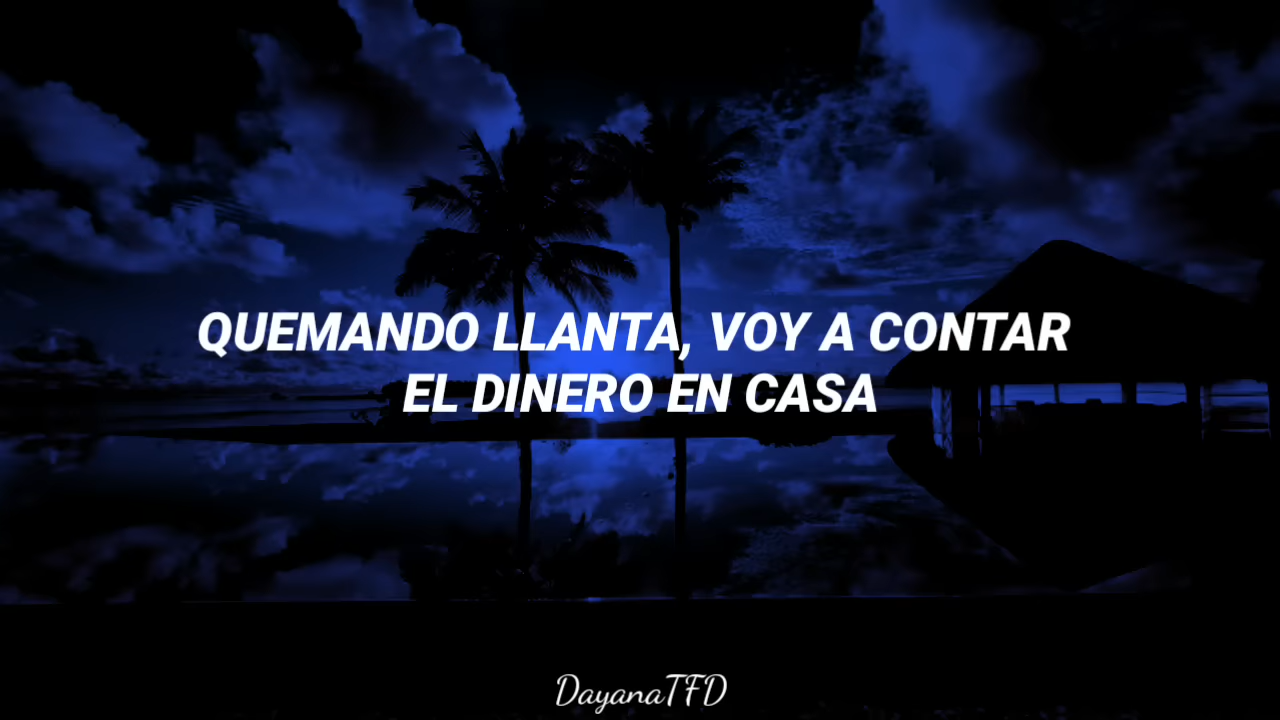 QUEMANDO LLANTA, VOY A CONTAR
EL DINERO EN CASA
DayanaTFD